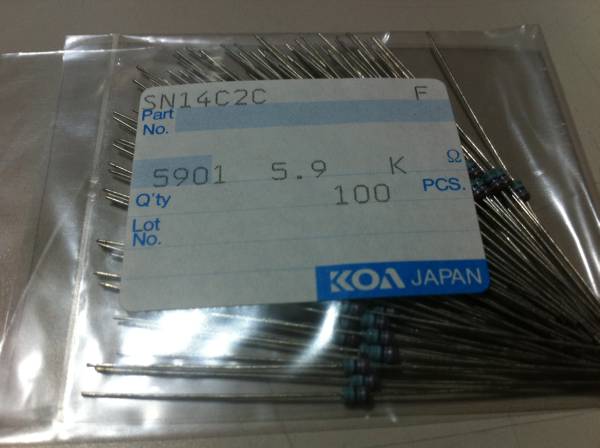 SN14C2C F
Part
No.
5901 5.9 K Ω
Q'ty 100 PCS.
Lot
No.
KOA JAPAN